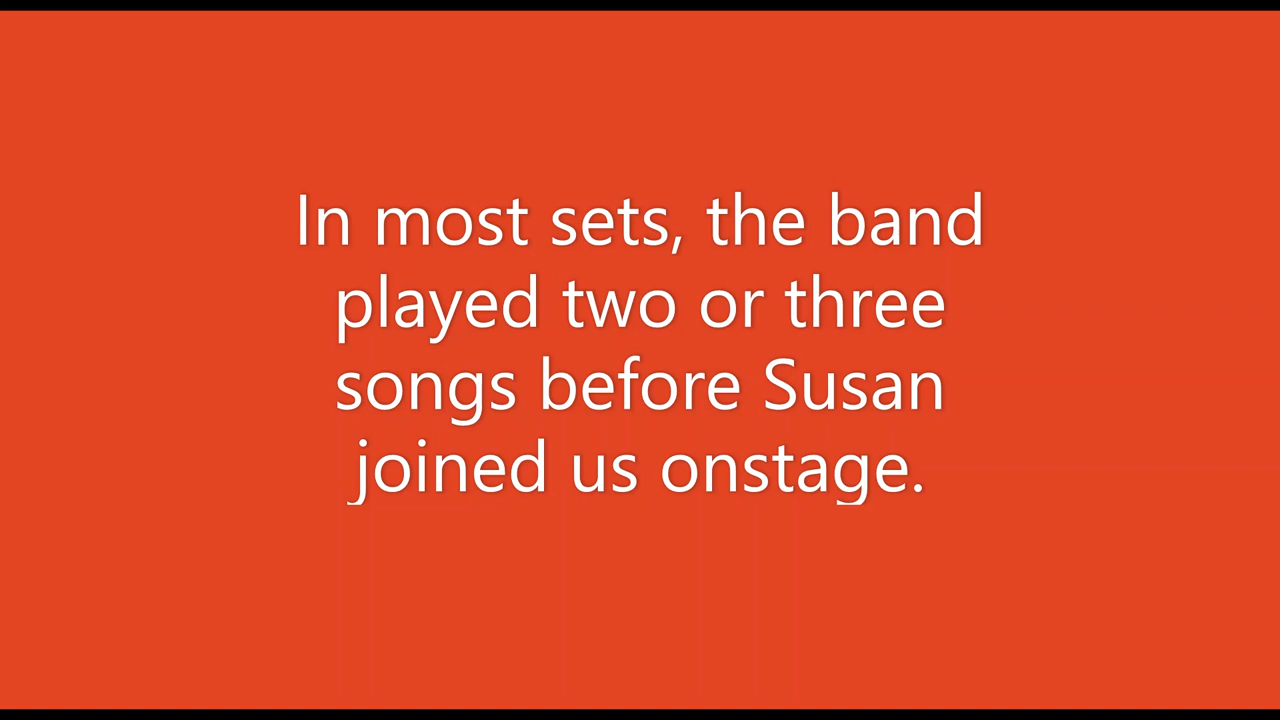 In most sets, the band
played two or three
songs before Susan
joined us onstage.